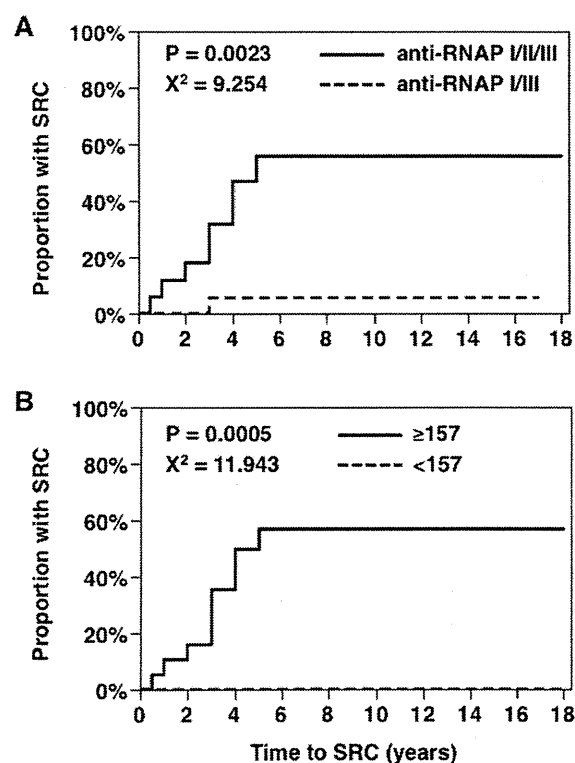 A
100%
80%
60%
40%
20%
0%
Proportion with SRC
P = 0.0023
anti-RNAP I/II/III
X² = 9.254
anti-RNAP I/III
0 2 4 6 8 10 12 14 16 18
B
100%
80%
60%
40%
20%
0%
Proportion with SRC
P = 0.0005
≥157
X² = 11.943
<157
0 2 4 6 8 10 12 14 16 18
Time to SRC (years)